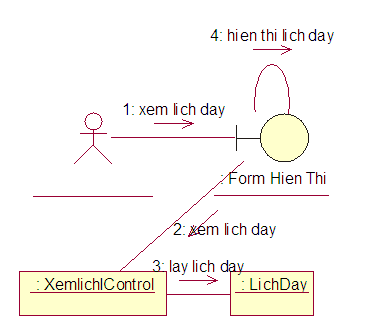 4: hien thi lich day
1: xem lich day
: Form Hien Thi
2: xem lich day
3: lay lich day
: XemlichlControl
: LichDay